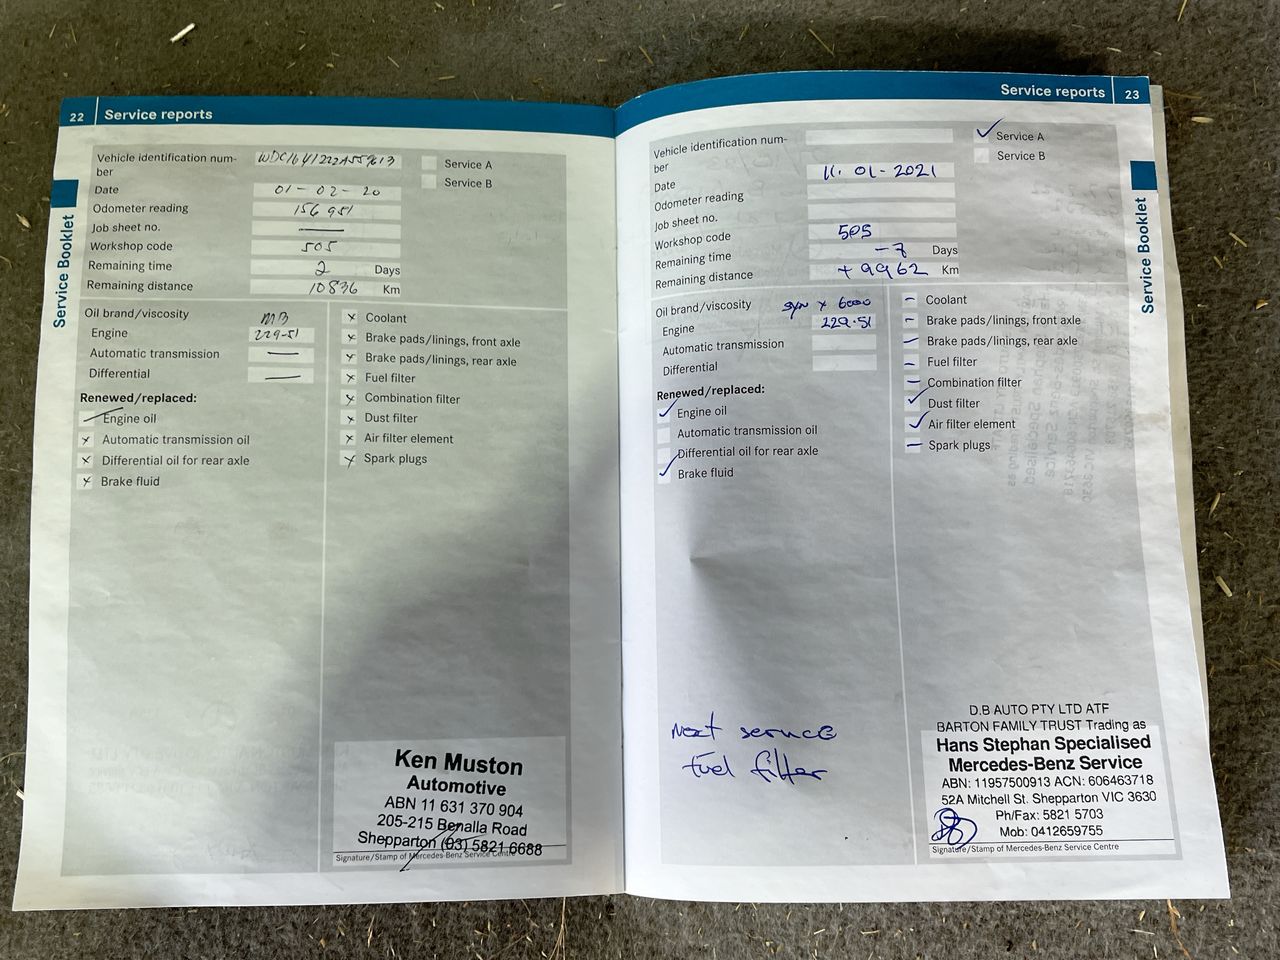 22 Service reports
Service Booklet
Vehicle identification num-
ber
Date 01-02-20
Odometer reading 156951
Job sheet no. —
Workshop code 505
Remaining time 2 Days
Remaining distance 10836 Km
Service A
Service B
Oil brand/viscosity MB
Engine 229-51
Automatic transmission —
Differential —
Renewed/replaced:
Engine oil
x Automatic transmission oil
x Differential oil for rear axle
x Brake fluid
x Coolant
x Brake pads/linings, front axle
x Brake pads/linings, rear axle
x Fuel filter
x Combination filter
x Dust filter
x Air filter element
x Spark plugs
Ken Muston
Automotive
ABN 11 631 370 904
205-215 Benalla Road
Shepparton (03) 5821 6688
Signature/Stamp of Mercedes-Benz Service Centre
Service reports 23
Service Booklet
Vehicle identification num-
ber
Date 11.01-2021
Odometer reading
Job sheet no.
Workshop code 505
Remaining time -7 Days
Remaining distance +9962 Km
✓ Service A
Service B
Oil brand/viscosity syn x 6000
Engine 229.51
Automatic transmission
Differential
Renewed/replaced:
✓ Engine oil
Automatic transmission oil
Differential oil for rear axle
✓ Brake fluid
– Coolant
– Brake pads/linings, front axle
– Brake pads/linings, rear axle
– Fuel filter
– Combination filter
✓ Dust filter
✓ Air filter element
– Spark plugs
Next service
Fuel filter
D.B AUTO PTY LTD ATF
BARTON FAMILY TRUST Trading as
Hans Stephan Specialised
Mercedes-Benz Service
ABN: 11957500913 ACN: 606463718
52A Mitchell St. Shepparton VIC 3630
Ph/Fax: 5821 5703
Mob: 0412659755
Signature/Stamp of Mercedes-Benz Service Centre